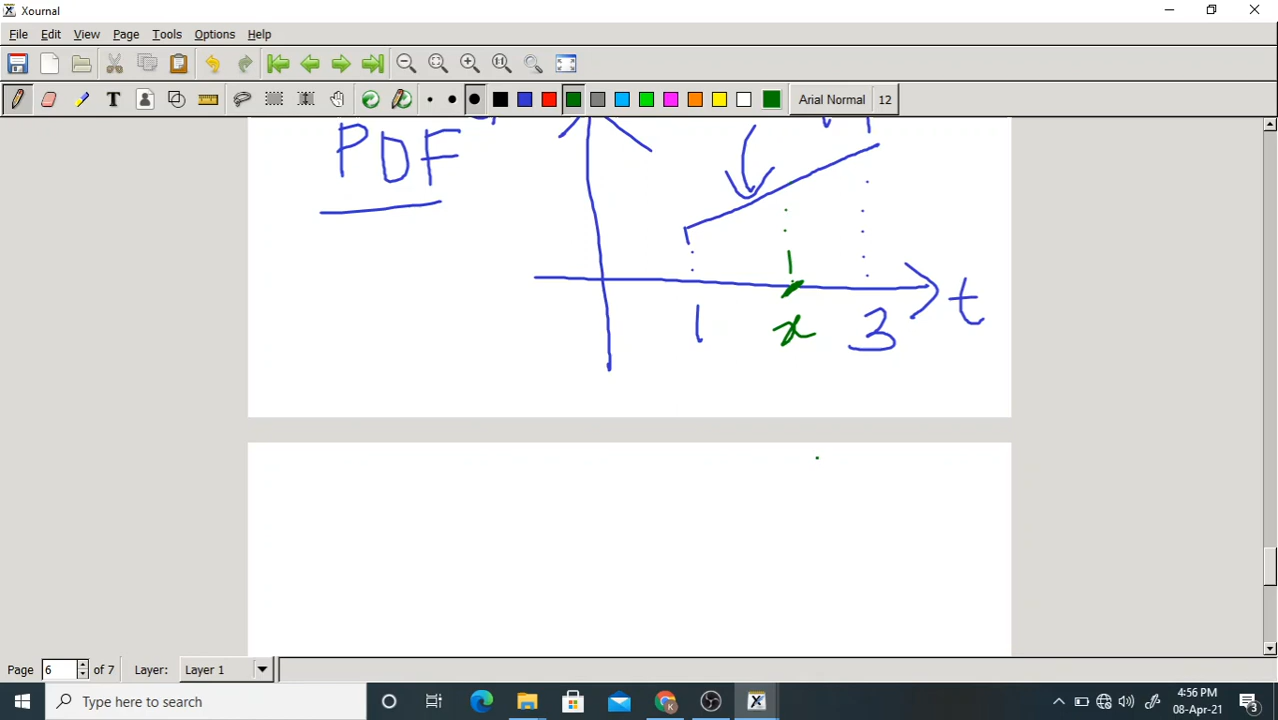 Xournal
File Edit View Page Tools Options Help
Arial Normal 12
PDF
1 x 3 t
Page 6 of 7 Layer: Layer 1
Type here to search
4:56 PM
08-Apr-21
3